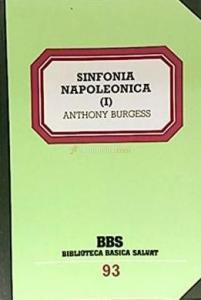 SINFONIA
NAPOLEONICA
(I)
ANTHONY BURGESS
BBS
BIBLIOTECA BASICA SALVAT
93